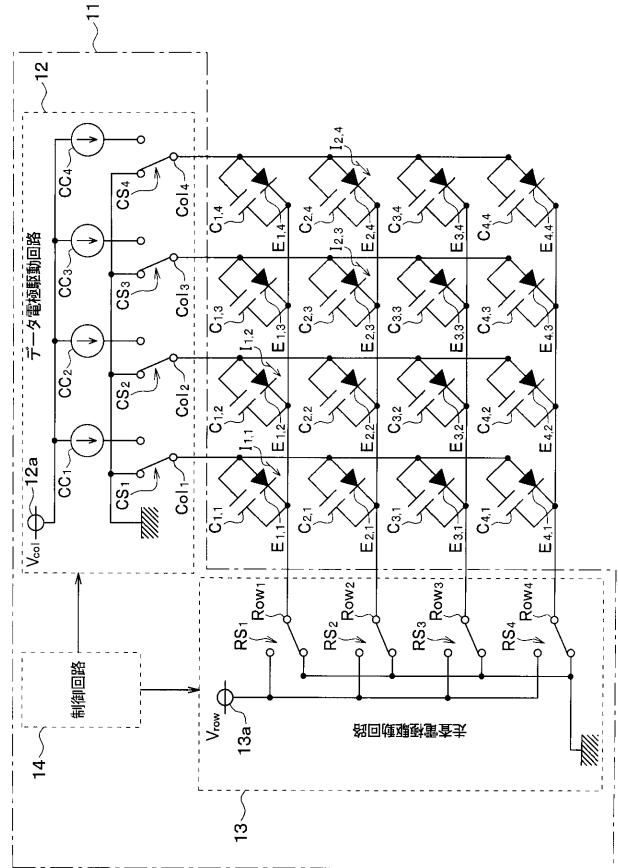 11
12
データ電極駆動回路
12a
Vcol
CC1
CC2
CC3
CC4
CS1
CS2
CS3
CS4
Col1
Col2
Col3
Col4
14
制御回路
13
走査電極駆動回路
Vrow
13a
RS1
Row1
RS2
Row2
RS3
Row3
RS4
Row4
C1,1
I1,1
E1,1
C1,2
I1,2
E1,2
C1,3
E1,3
C1,4
E1,4
C2,1
E2,1
C2,2
E2,2
C2,3
I2,3
E2,3
C2,4
I2,4
E2,4
C3,1
E3,1
C3,2
E3,2
C3,3
E3,3
C3,4
E3,4
C4,1
E4,1
C4,2
E4,2
C4,3
E4,3
C4,4
E4,4